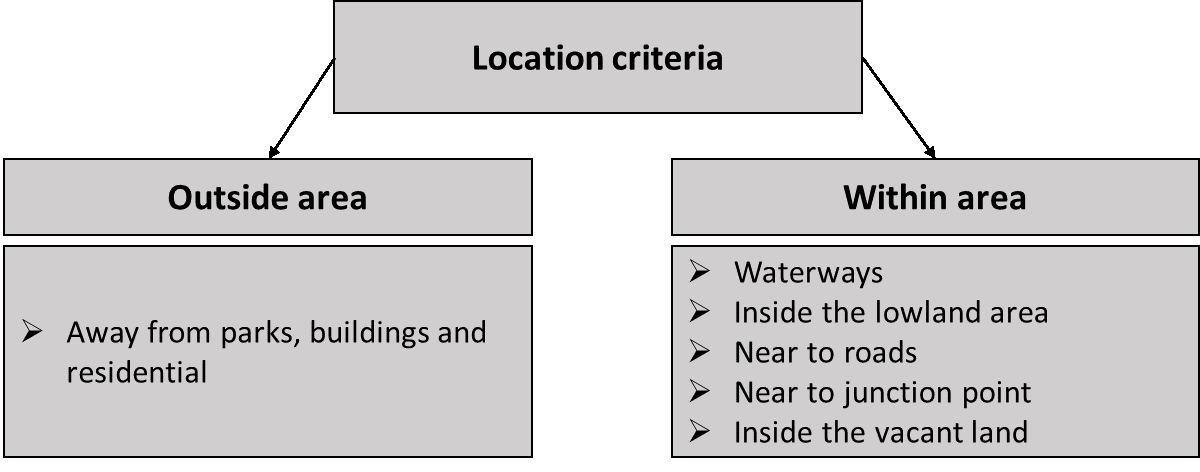 Location criteria
Outside area
Away from parks, buildings and
residential
Within area
Waterways
Inside the lowland area
Near to roads
Near to junction point
Inside the vacant land